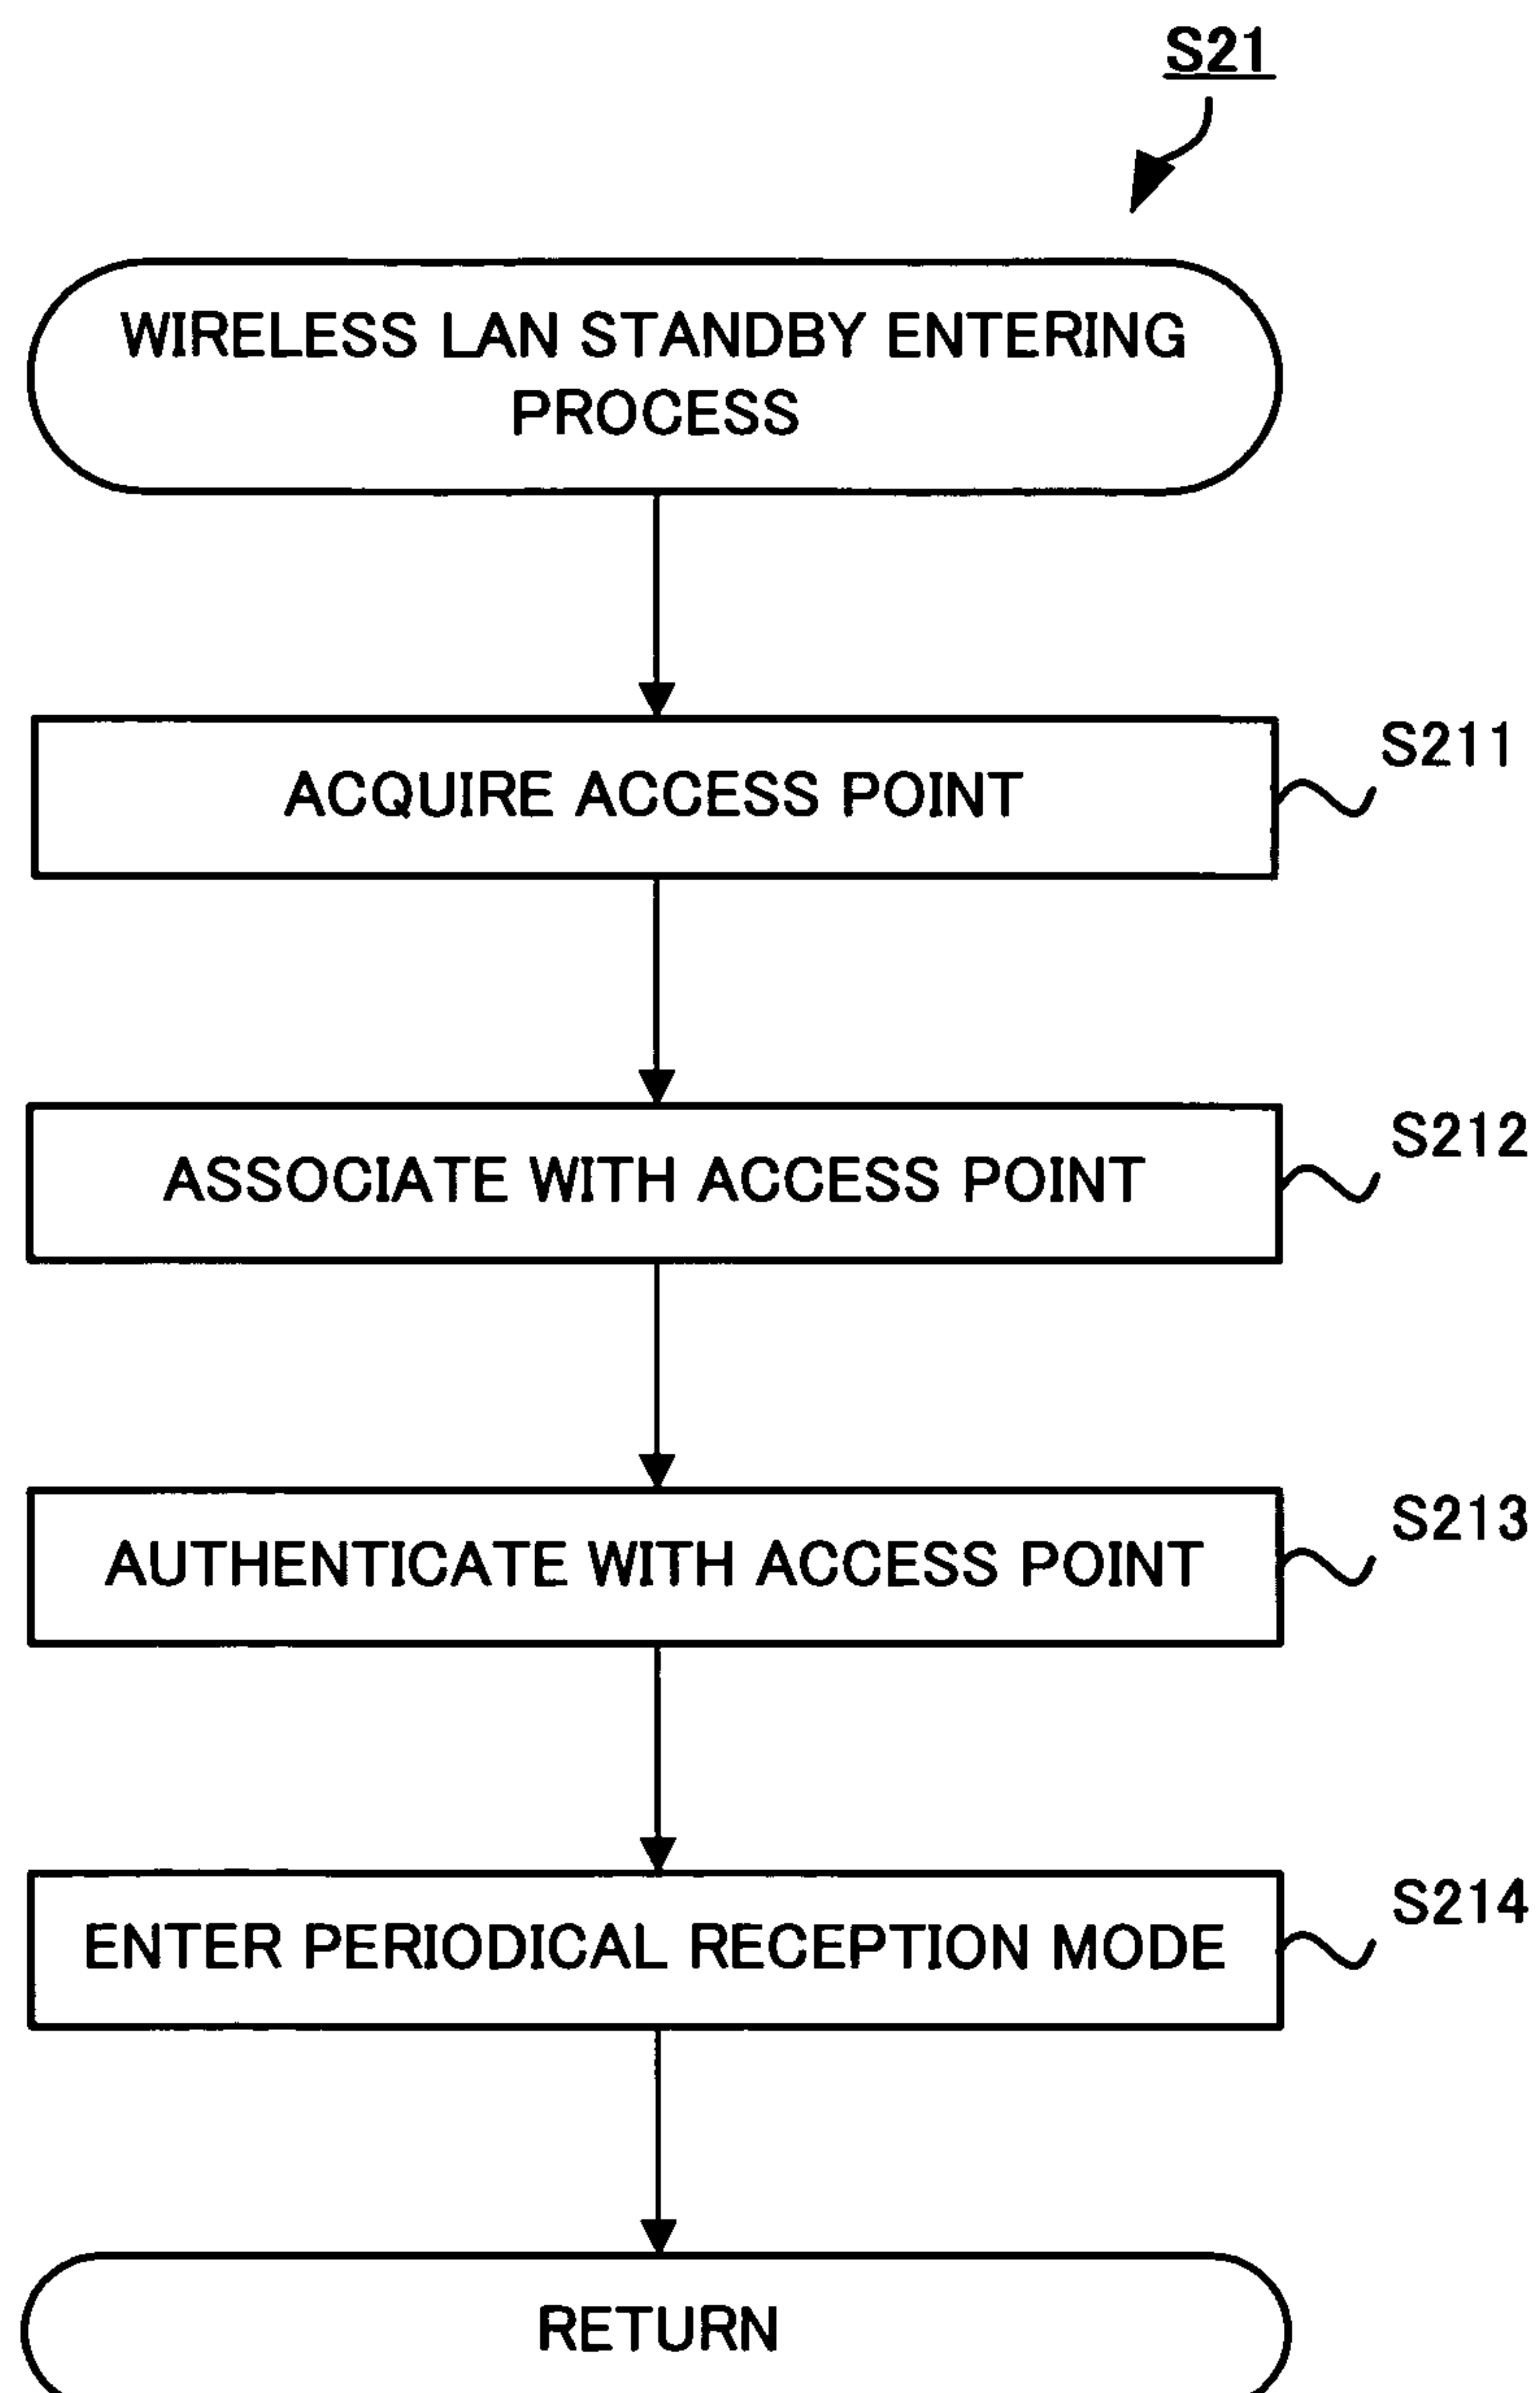 S21
WIRELESS LAN STANDBY ENTERING
PROCESS
S211
ACQUIRE ACCESS POINT
S212
ASSOCIATE WITH ACCESS POINT
S213
AUTHENTICATE WITH ACCESS POINT
S214
ENTER PERIODICAL RECEPTION MODE
RETURN